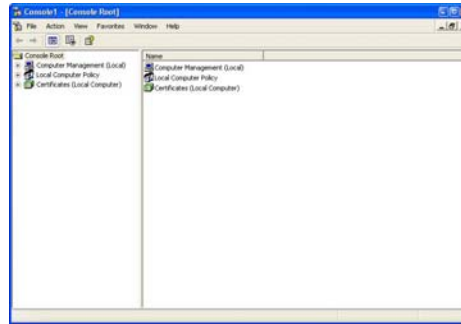 Console1 - [Console Root]
File Action View Favorites Window Help
Console Root
Computer Management (Local)
Local Computer Policy
Certificates (Local Computer)
Name
Computer Management (Local)
Local Computer Policy
Certificates (Local Computer)